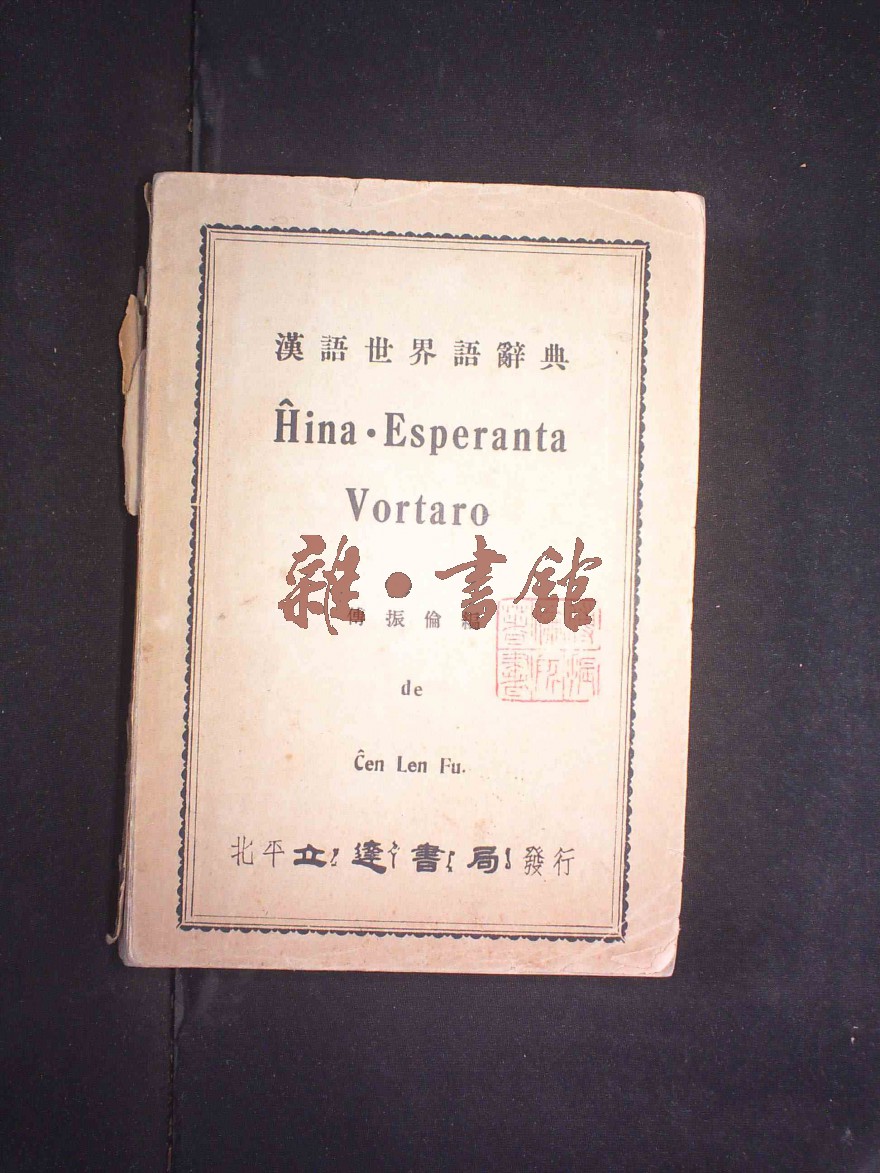 漢語世界語辭典
Ĥina・Esperanta
Vortaro
雜・書館
傅振倫編
de
Ĉen Len Fu.
北平立達書局發行